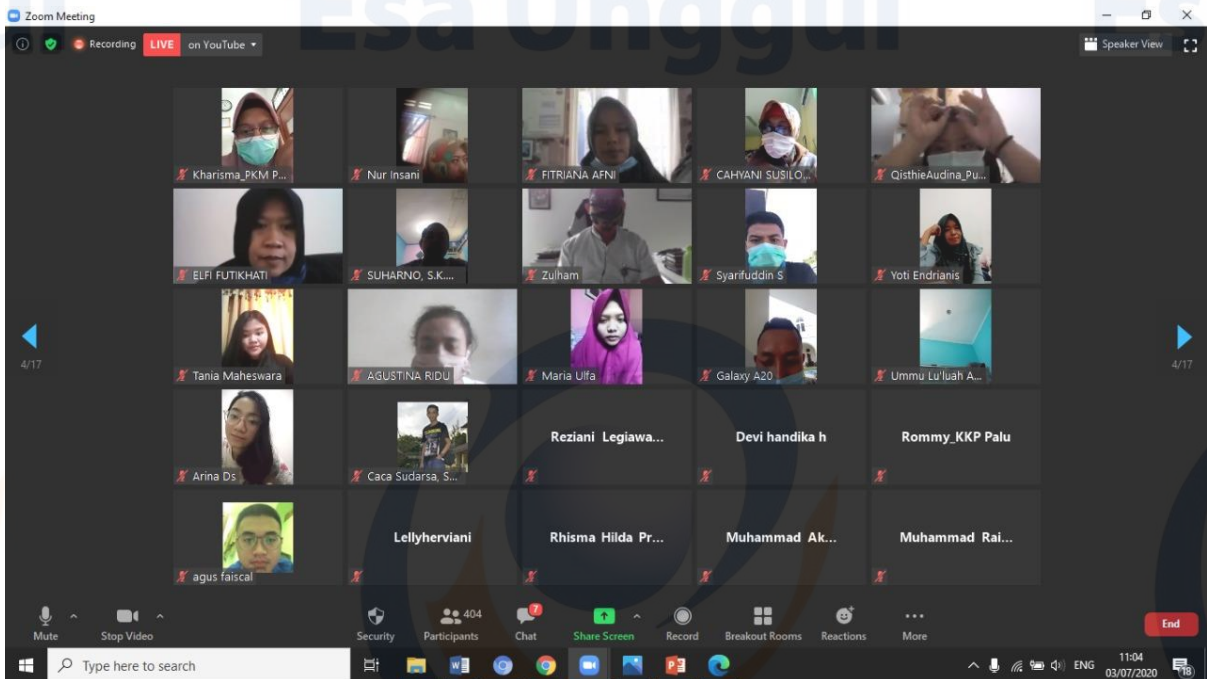 Esa Unggul
Es
Zoom Meeting
Recording LIVE on YouTube
Speaker View
Kharisma_PKM P...
Nur Insani
FITRIANA AFNI
CAHYANI SUSILO...
QisthieAudina_Pu...
ELFI FUTIKHATI
SUHARNO, S.K....
Zulham
Syarifuddin S
Yoti Endrianis
4/17
4/17
Tania Maheswara
AGUSTINA RIDU
Maria Ulfa
Galaxy A20
Ummu Lu'luah A...
Arina Ds
Caca Sudarsa, S...
Reziani Legiawa...
Devi handika h
Rommy_KKP Palu
agus faiscal
Lellyherviani
Rhisma Hilda Pr...
Muhammad Ak...
Muhammad Rai...
Mute
Stop Video
Security
Participants
404
Chat
7
Share Screen
Record
Breakout Rooms
Reactions
More
End
Type here to search
ENG
11:04
03/07/2020
18